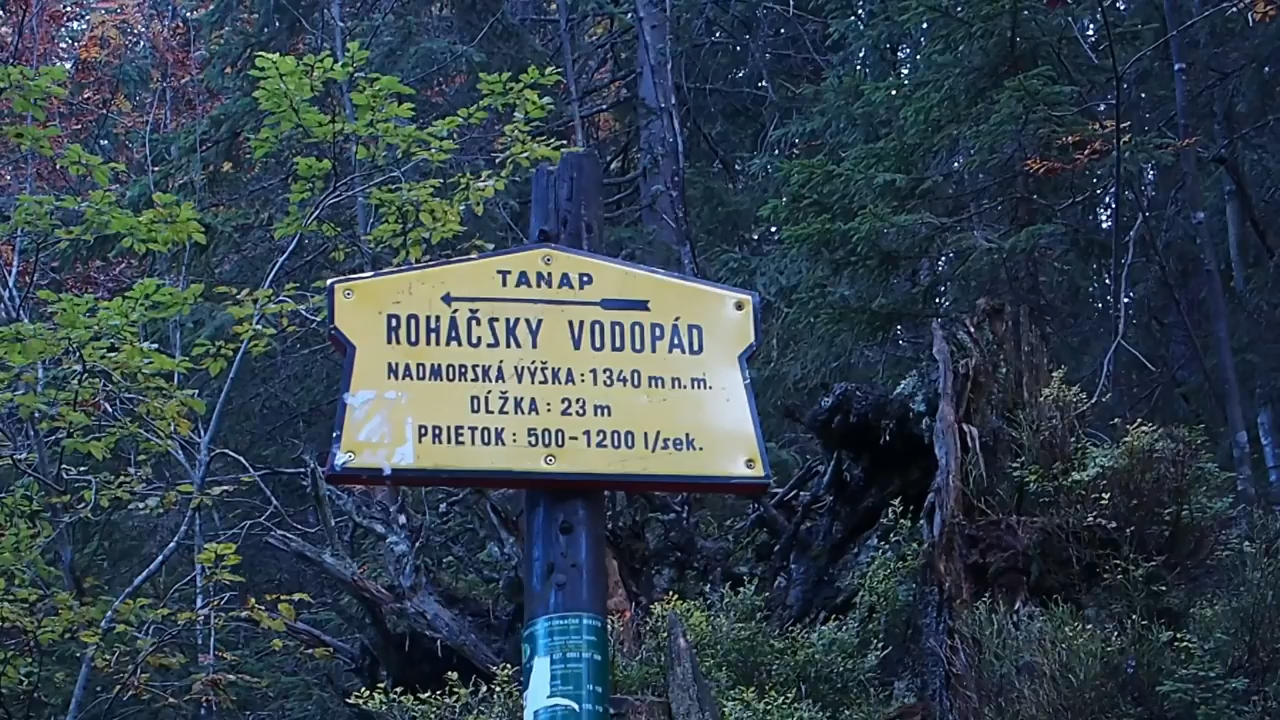 TANAP
ROHÁČSKY VODOPÁD
NADMORSKÁ VÝŠKA: 1340 m n.m.
DĹŽKA: 23 m
PRIETOK: 500-1200 l/sek.